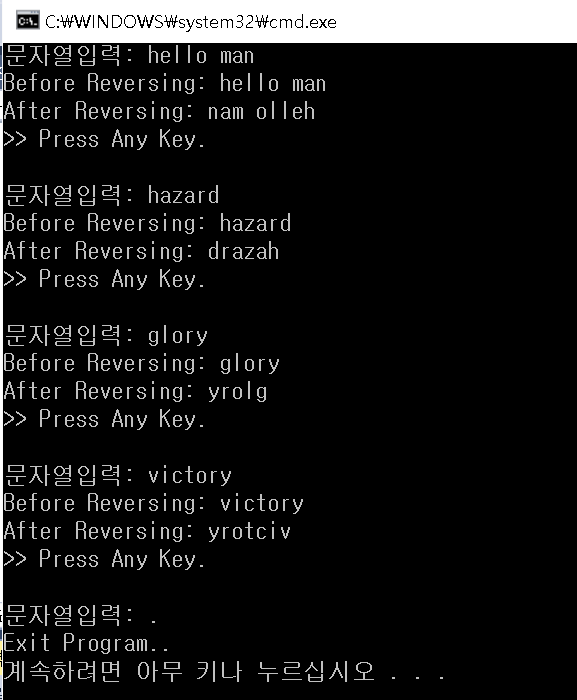 C:\WINDOWS\system32\cmd.exe
문자열입력: hello man
Before Reversing: hello man
After Reversing: nam olleh
>> Press Any Key.
문자열입력: hazard
Before Reversing: hazard
After Reversing: drazah
>> Press Any Key.
문자열입력: glory
Before Reversing: glory
After Reversing: yrolg
>> Press Any Key.
문자열입력: victory
Before Reversing: victory
After Reversing: yrotciv
>> Press Any Key.
문자열입력: .
Exit Program..
계속하려면 아무 키나 누르십시오 . . .